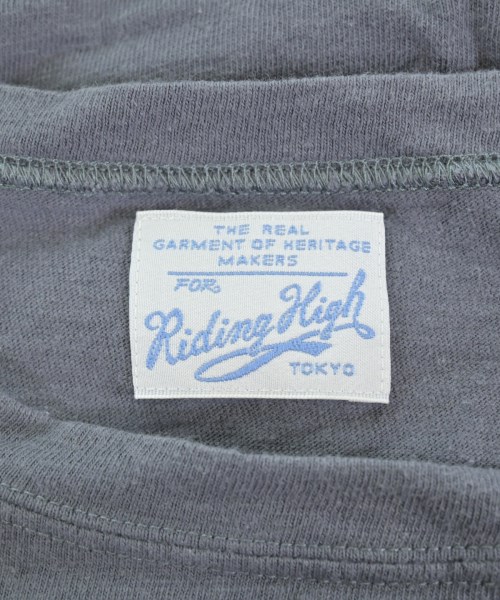 THE REAL
GARMENT OF HERITAGE
MAKERS
FOR
Riding High
TOKYO